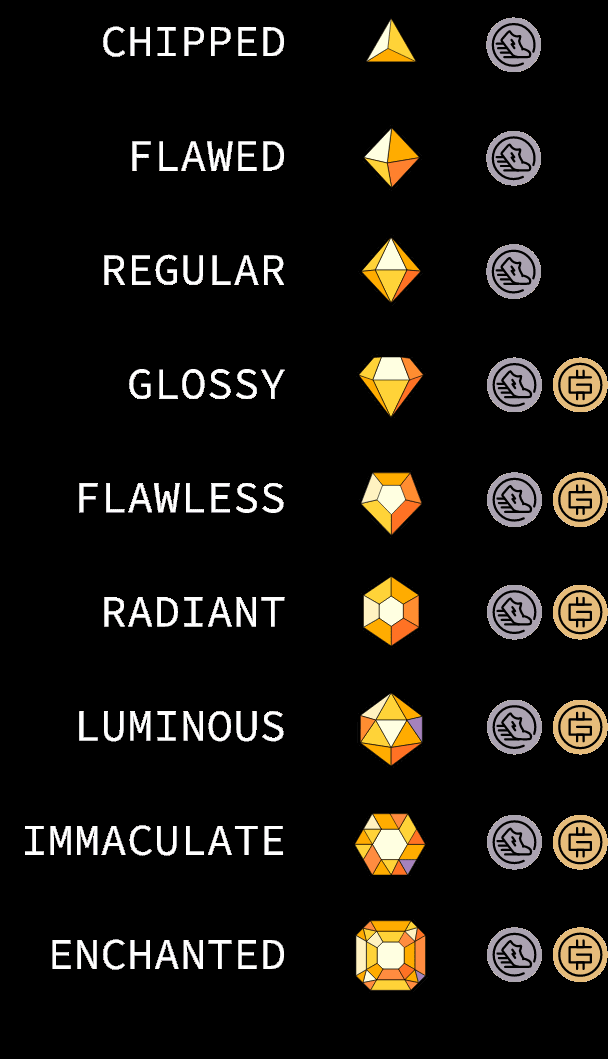 CHIPPED
FLAWED
REGULAR
GLOSSY
FLAWLESS
RADIANT
LUMINOUS
IMMACULATE
ENCHANTED